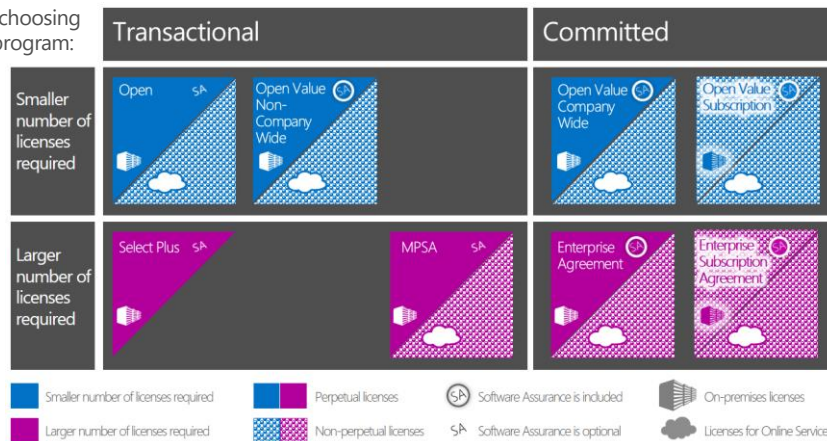 choosing
program:
Transactional
Committed
Smaller
number of
licenses
required
Open SA
Open Value SA
Non-
Company
Wide
Open Value SA
Company
Wide
Open Value SA
Subscription
Larger
number of
licenses
required
Select Plus SA
MPSA SA
Enterprise SA
Agreement
Enterprise SA
Subscription
Agreement
Smaller number of licenses required
Perpetual licenses
SA Software Assurance is included
On-premises licenses
Larger number of licenses required
Non-perpetual licenses
SA Software Assurance is optional
Licenses for Online Service